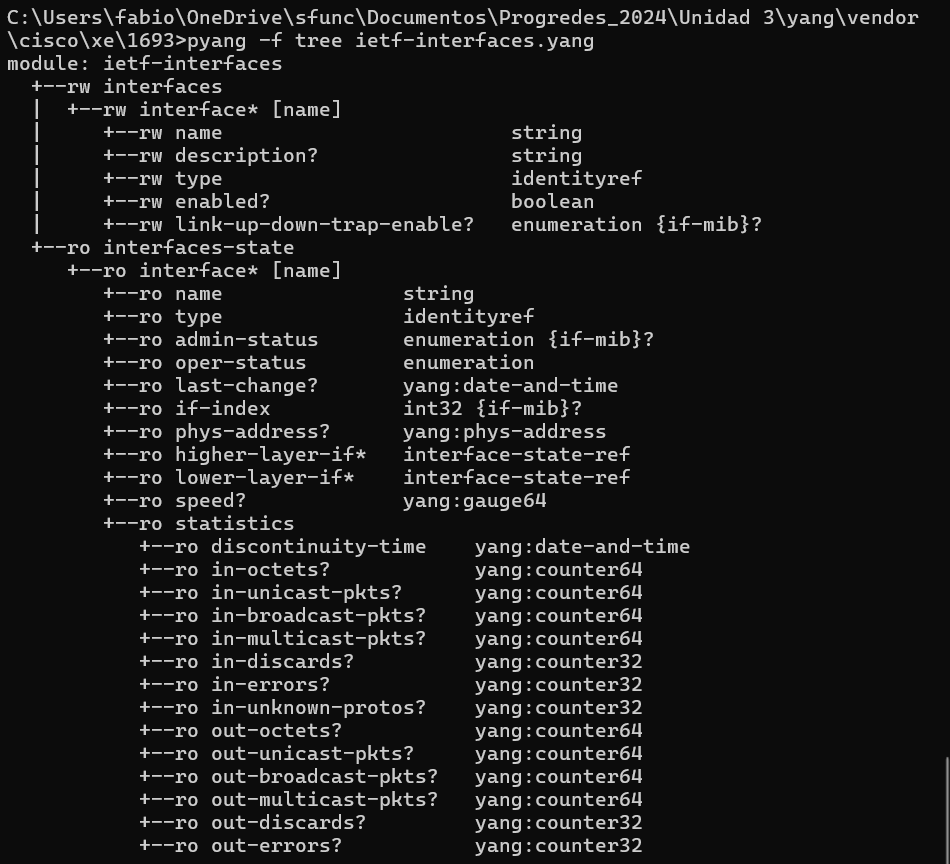 C:\Users\fabio\OneDrive\sfunc\Documentos\Progredes_2024\Unidad 3\yang\vendor
\cisco\xe\1693>pyang -f tree ietf-interfaces.yang
module: ietf-interfaces
  +--rw interfaces
  |  +--rw interface* [name]
  |     +--rw name                        string
  |     +--rw description?                string
  |     +--rw type                        identityref
  |     +--rw enabled?                    boolean
  |     +--rw link-up-down-trap-enable?   enumeration {if-mib}?
  +--ro interfaces-state
     +--ro interface* [name]
        +--ro name               string
        +--ro type               identityref
        +--ro admin-status       enumeration {if-mib}?
        +--ro oper-status        enumeration
        +--ro last-change?       yang:date-and-time
        +--ro if-index           int32 {if-mib}?
        +--ro phys-address?      yang:phys-address
        +--ro higher-layer-if*   interface-state-ref
        +--ro lower-layer-if*    interface-state-ref
        +--ro speed?             yang:gauge64
        +--ro statistics
           +--ro discontinuity-time    yang:date-and-time
           +--ro in-octets?            yang:counter64
           +--ro in-unicast-pkts?      yang:counter64
           +--ro in-broadcast-pkts?    yang:counter64
           +--ro in-multicast-pkts?    yang:counter64
           +--ro in-discards?          yang:counter32
           +--ro in-errors?            yang:counter32
           +--ro in-unknown-protos?    yang:counter32
           +--ro out-octets?           yang:counter64
           +--ro out-unicast-pkts?     yang:counter64
           +--ro out-broadcast-pkts?   yang:counter64
           +--ro out-multicast-pkts?   yang:counter64
           +--ro out-discards?         yang:counter32
           +--ro out-errors?           yang:counter32